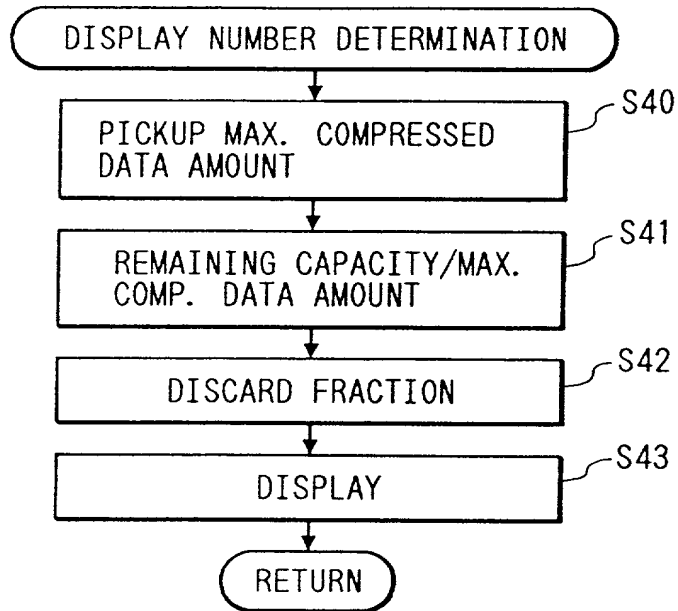 DISPLAY NUMBER DETERMINATION
S40
PICKUP MAX. COMPRESSED
DATA AMOUNT
S41
REMAINING CAPACITY/MAX.
COMP. DATA AMOUNT
S42
DISCARD FRACTION
S43
DISPLAY
RETURN